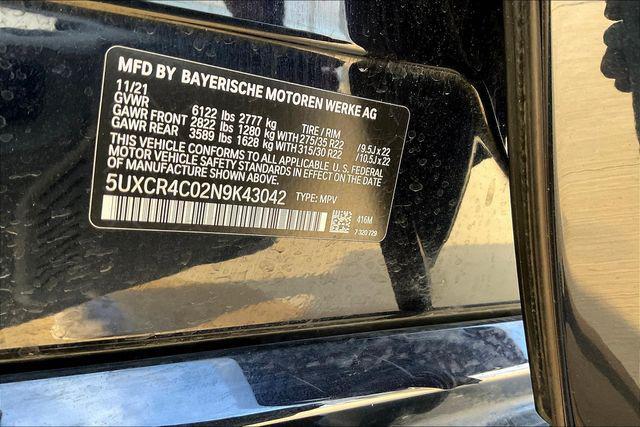 MFD BY BAYERISCHE MOTOREN WERKE AG
11/21
GVWR 6122 lbs 2777 kg TIRE / RIM
GAWR FRONT 2822 lbs 1280 kg WITH 275/35 R22 /9.5Jx22
GAWR REAR 3589 lbs 1628 kg WITH 315/30 R22 /10.5Jx22
THIS VEHICLE CONFORMS TO ALL APPLICABLE U.S. FEDERAL
MOTOR VEHICLE SAFETY STANDARDS IN EFFECT ON THE DATE
OF MANUFACTURE SHOWN ABOVE.
5UXCR4C02N9K43042 TYPE: MPV
416M
7 320 729